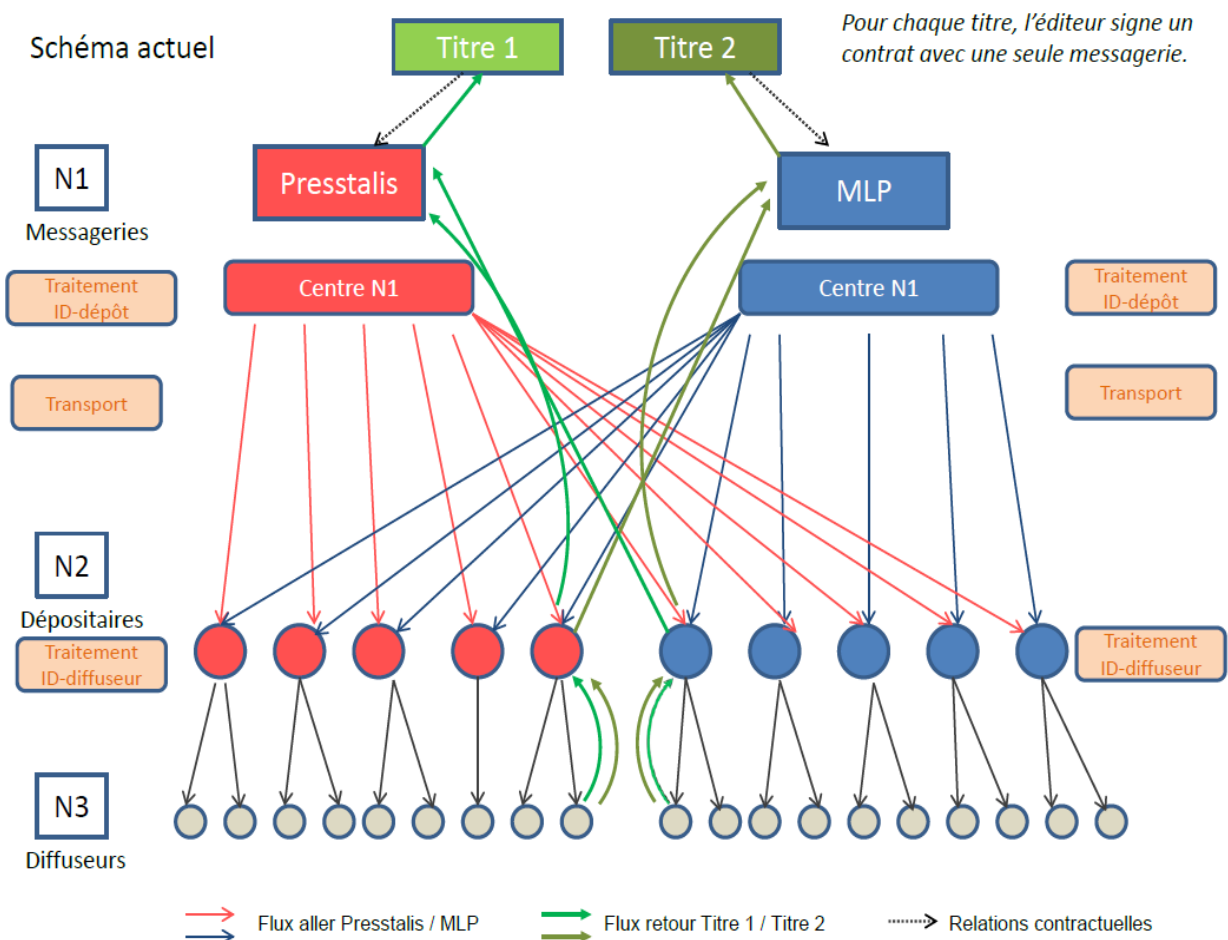 Schéma actuel
Titre 1
Titre 2
Pour chaque titre, l'éditeur signe un
contrat avec une seule messagerie.
N1
Messageries
Presstalis
MLP
Traitement
ID-dépôt
Centre N1
Centre N1
Traitement
ID-dépôt
Transport
Transport
N2
Dépositaires
Traitement
ID-diffuseur
Traitement
ID-diffuseur
N3
Diffuseurs
Flux aller Presstalis / MLP
Flux retour Titre 1 / Titre 2
Relations contractuelles